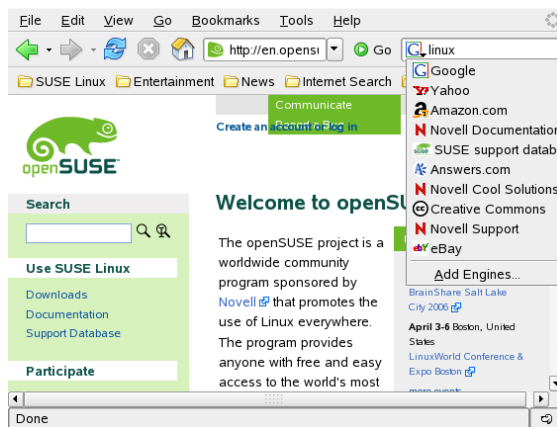 File Edit View Go Bookmarks Tools Help
http://en.opensu Go linux
SUSE Linux Entertainment News Internet Search
Google
Yahoo
Amazon.com
Novell Documentation
SUSE support datab
Answers.com
Novell Cool Solutions
Creative Commons
Novell Support
eBay
Add Engines...
Communicate
Create an account or log in
openSUSE
Search
Use SUSE Linux
Downloads
Documentation
Support Database
Participate
Welcome to openSU
The openSUSE project is a
worldwide community
program sponsored by
Novell that promotes the
use of Linux everywhere.
The program provides
anyone with free and easy
access to the world's most
BrainShare Salt Lake
City 2006
April 3-6 Boston, United
States
LinuxWorld Conference &
Expo Boston
more events
Done